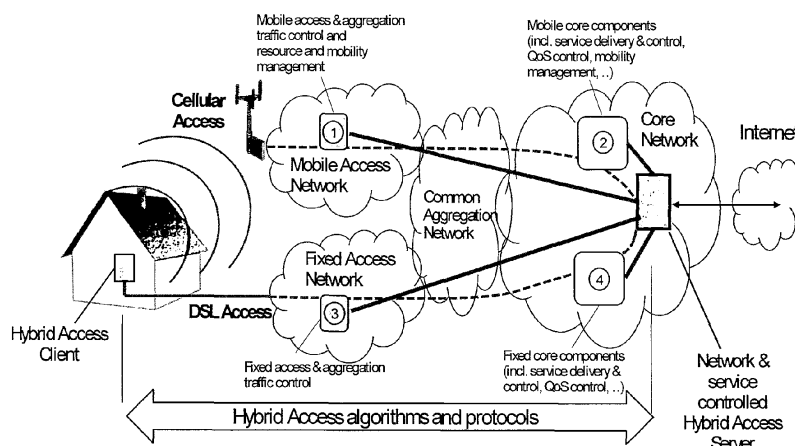 Mobile access & aggregation
traffic control and
resource and mobility
management
Mobile core components
(incl. service delivery & control,
QoS control, mobility
management, ..)
Cellular
Access
1
2
Core
Network
Internet
Mobile Access
Network
Common
Aggregation
Network
Fixed Access
Network
4
DSL Access
3
Hybrid Access
Client
Fixed access & aggregation
traffic control
Fixed core components
(incl. service delivery &
control, QoS control, ..)
Network &
service
controlled
Hybrid Access
Server
Hybrid Access algorithms and protocols